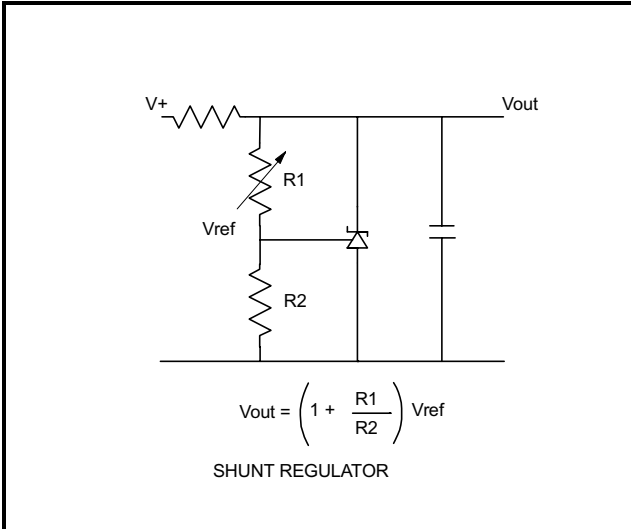 V+ Vout
R1
Vref
R2
Vout = ( 1 + R1 / R2 ) Vref
SHUNT REGULATOR